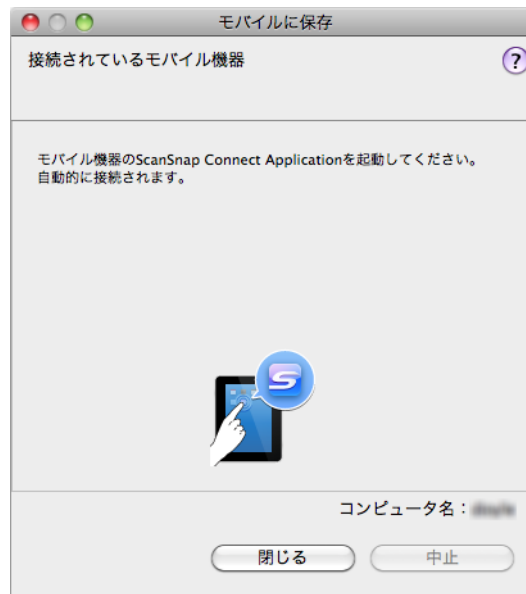 モバイルに保存
接続されているモバイル機器
?
モバイル機器のScanSnap Connect Applicationを起動してください。
自動的に接続されます。
S
コンピュータ名：
閉じる
中止